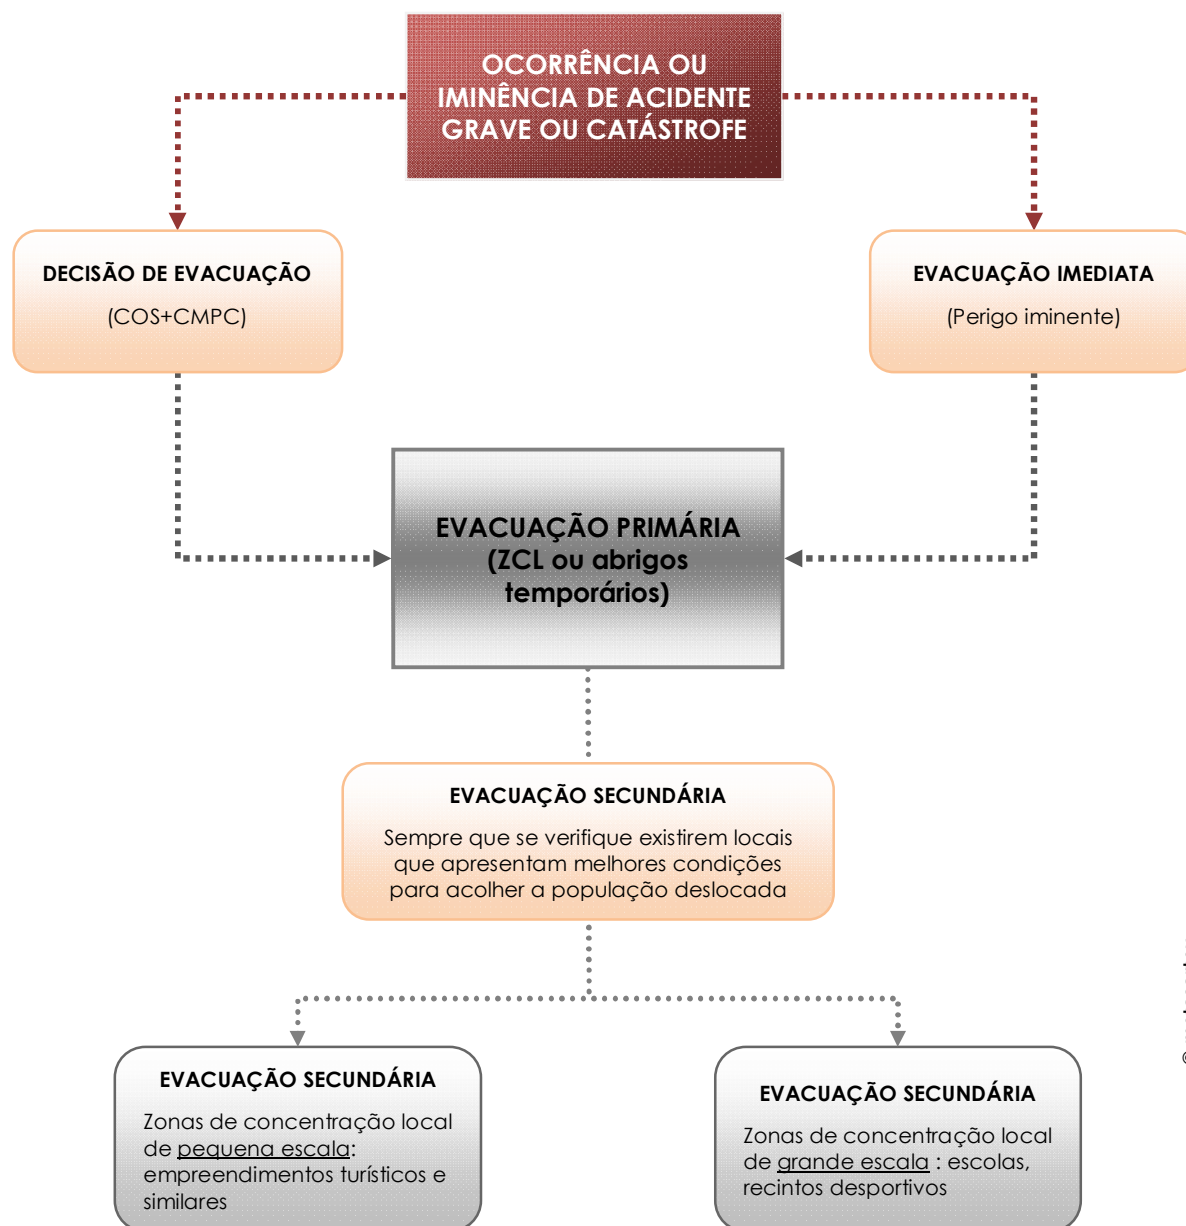 OCORRÊNCIA OU
IMINÊNCIA DE ACIDENTE
GRAVE OU CATÁSTROFE
DECISÃO DE EVACUAÇÃO
(COS+CMPC)
EVACUAÇÃO IMEDIATA
(Perigo iminente)
EVACUAÇÃO PRIMÁRIA
(ZCL ou abrigos
temporários)
EVACUAÇÃO SECUNDÁRIA
Sempre que se verifique existirem locais
que apresentam melhores condições
para acolher a população deslocada
EVACUAÇÃO SECUNDÁRIA
Zonas de concentração local
de pequena escala:
empreendimentos turísticos e
similares
EVACUAÇÃO SECUNDÁRIA
Zonas de concentração local
de grande escala : escolas,
recintos desportivos